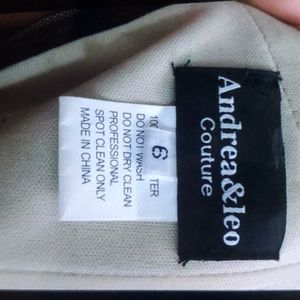 Andrea&leo
Couture
6
DO NOT WASH
DO NOT DRY CLEAN
PROFESSIONAL
SPOT CLEAN ONLY
MADE IN CHINA